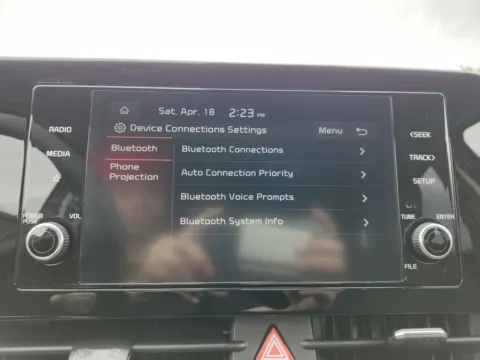 Sat, Apr. 18 2:23 PM
Device Connections Settings Menu
Bluetooth
Phone
Projection
Bluetooth Connections
Auto Connection Priority
Bluetooth Voice Prompts
Bluetooth System Info
RADIO
MEDIA
POWER
PUSH
VOL
< SEEK
TRACK >
SETUP
TUNE
ENTER
FILE